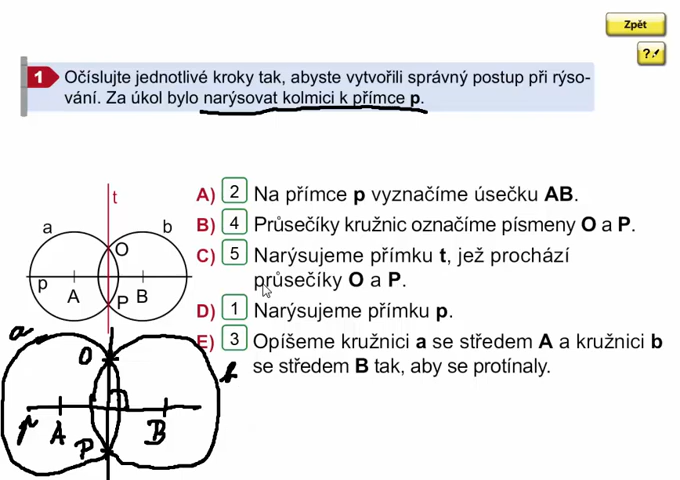 Zpět
?
1 Očíslujte jednotlivé kroky tak, abyste vytvořili správný postup při rýso-
vání. Za úkol bylo narýsovat kolmici k přímce p.
t
a b
O
p
A P B
A) 2 Na přímce p vyznačíme úsečku AB.
B) 4 Průsečíky kružnic označíme písmeny O a P.
C) 5 Narýsujeme přímku t, jež prochází
průsečíky O a P.
D) 1 Narýsujeme přímku p.
E) 3 Opíšeme kružnici a se středem A a kružnici b
se středem B tak, aby se protínaly.
a
O
b
p A B
P